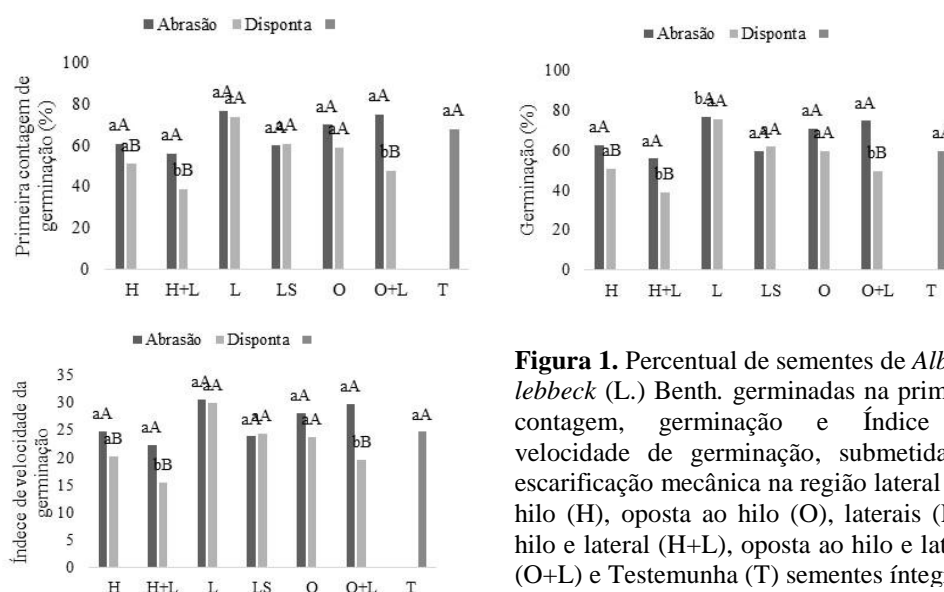 Abrasão Disponta
Primeira contagem de
germinação (%)
100
80
60
40
20
0
aA aB aA bB aA aA aA aA aA aA aA bB aA
H H+L L LS O O+L T
Abrasão Disponta
Germinação (%)
100
80
60
40
20
0
aA aB aA bB bA aA aA aA aA aA aA bB
H H+L L LS O O+L T
Abrasão Disponta
Índece de velocidade da
germinação
35
30
25
20
15
10
5
0
aA aB aA bB aA aA aA aA aA aA aA bB aA
H H+L L LS O O+L T
Figura 1. Percentual de sementes de
lebbeck (L.) Benth. germinadas na
contagem, germinação e Índice
velocidade de germinação,
escarificação mecânica na região lateral
hilo (H), oposta ao hilo (O), laterais
hilo e lateral (H+L), oposta ao hilo e
(O+L) e Testemunha (T) sementes